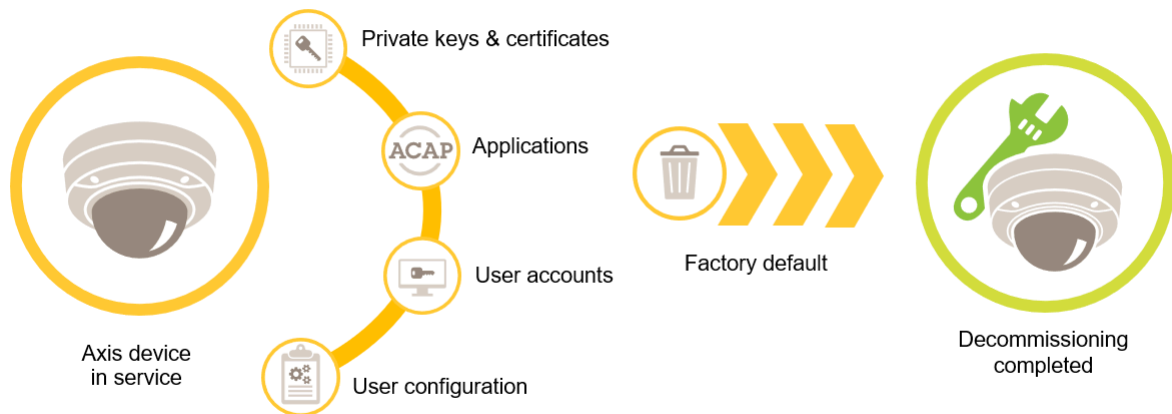 Private keys & certificates
ACAP
Applications
User accounts
Factory default
User configuration
Axis device
in service
Decommissioning
completed